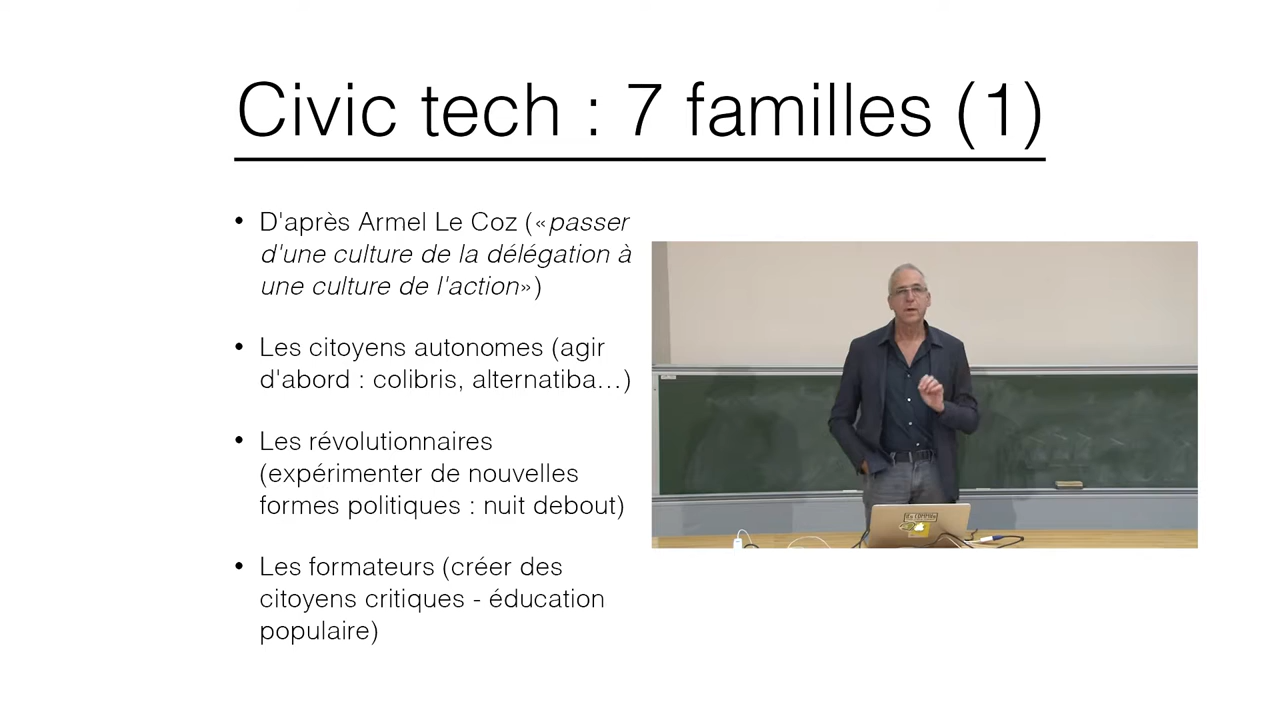 Civic tech : 7 familles (1)
• D'après Armel Le Coz («passer
d'une culture de la délégation à
une culture de l'action»)
• Les citoyens autonomes (agir
d'abord : colibris, alternatiba…)
• Les révolutionnaires
(expérimenter de nouvelles
formes politiques : nuit debout)
• Les formateurs (créer des
citoyens critiques - éducation
populaire)